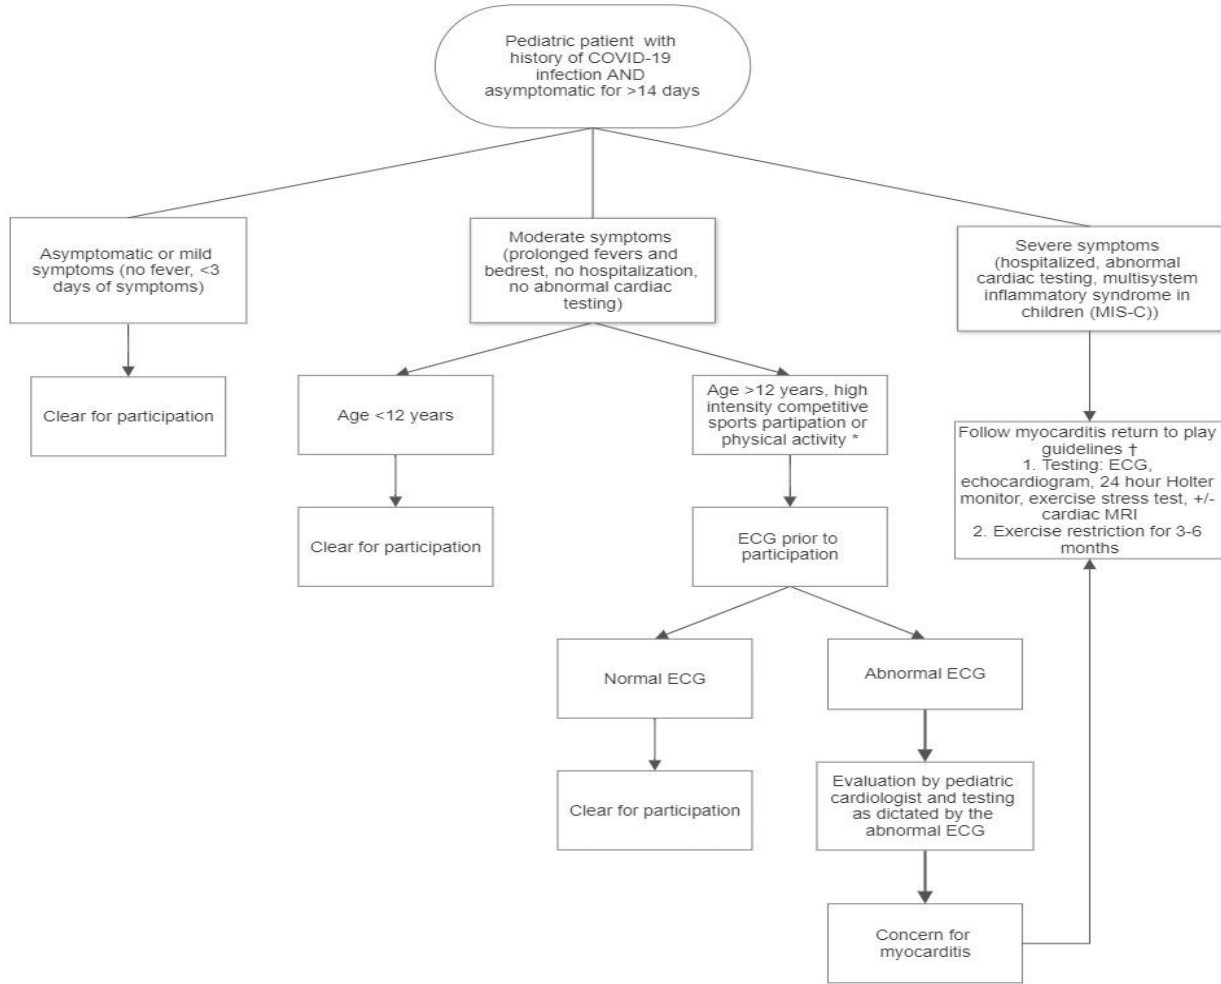 Pediatric patient with
history of COVID-19
infection AND
asymptomatic for >14 days
Asymptomatic or mild
symptoms (no fever, <3
days of symptoms)
Clear for participation
Moderate symptoms
(prolonged fevers and
bedrest, no hospitalization,
no abnormal cardiac
testing)
Age <12 years
Clear for participation
Age >12 years, high
intensity competitive
sports partipation or
physical activity *
ECG prior to
participation
Normal ECG
Clear for participation
Abnormal ECG
Evaluation by pediatric
cardiologist and testing
as dictated by the
abnormal ECG
Concern for
myocarditis
Severe symptoms
(hospitalized, abnormal
cardiac testing, multisystem
inflammatory syndrome in
children (MIS-C))
Follow myocarditis return to play
guidelines †
1. Testing: ECG,
echocardiogram, 24 hour Holter
monitor, exercise stress test, +/-
cardiac MRI
2. Exercise restriction for 3-6
months